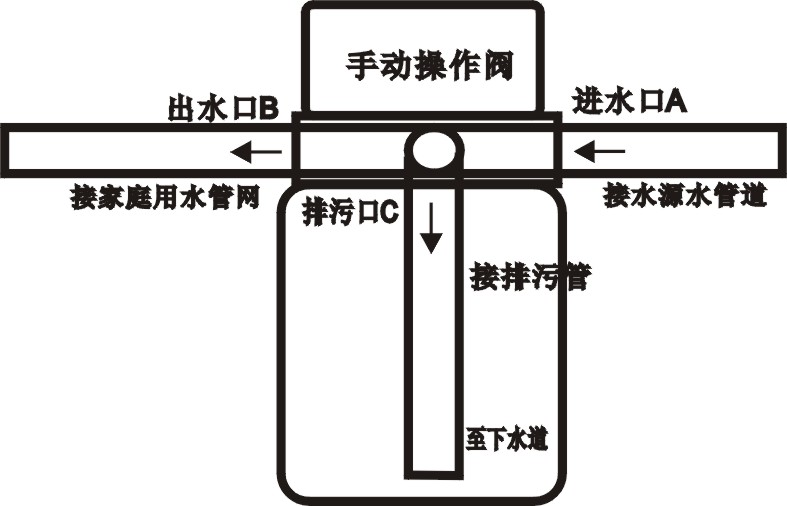 手动操作阀
出水口B
进水口A
接家庭用水管网
接水源水管道
排污口C
接排污管
至下水道